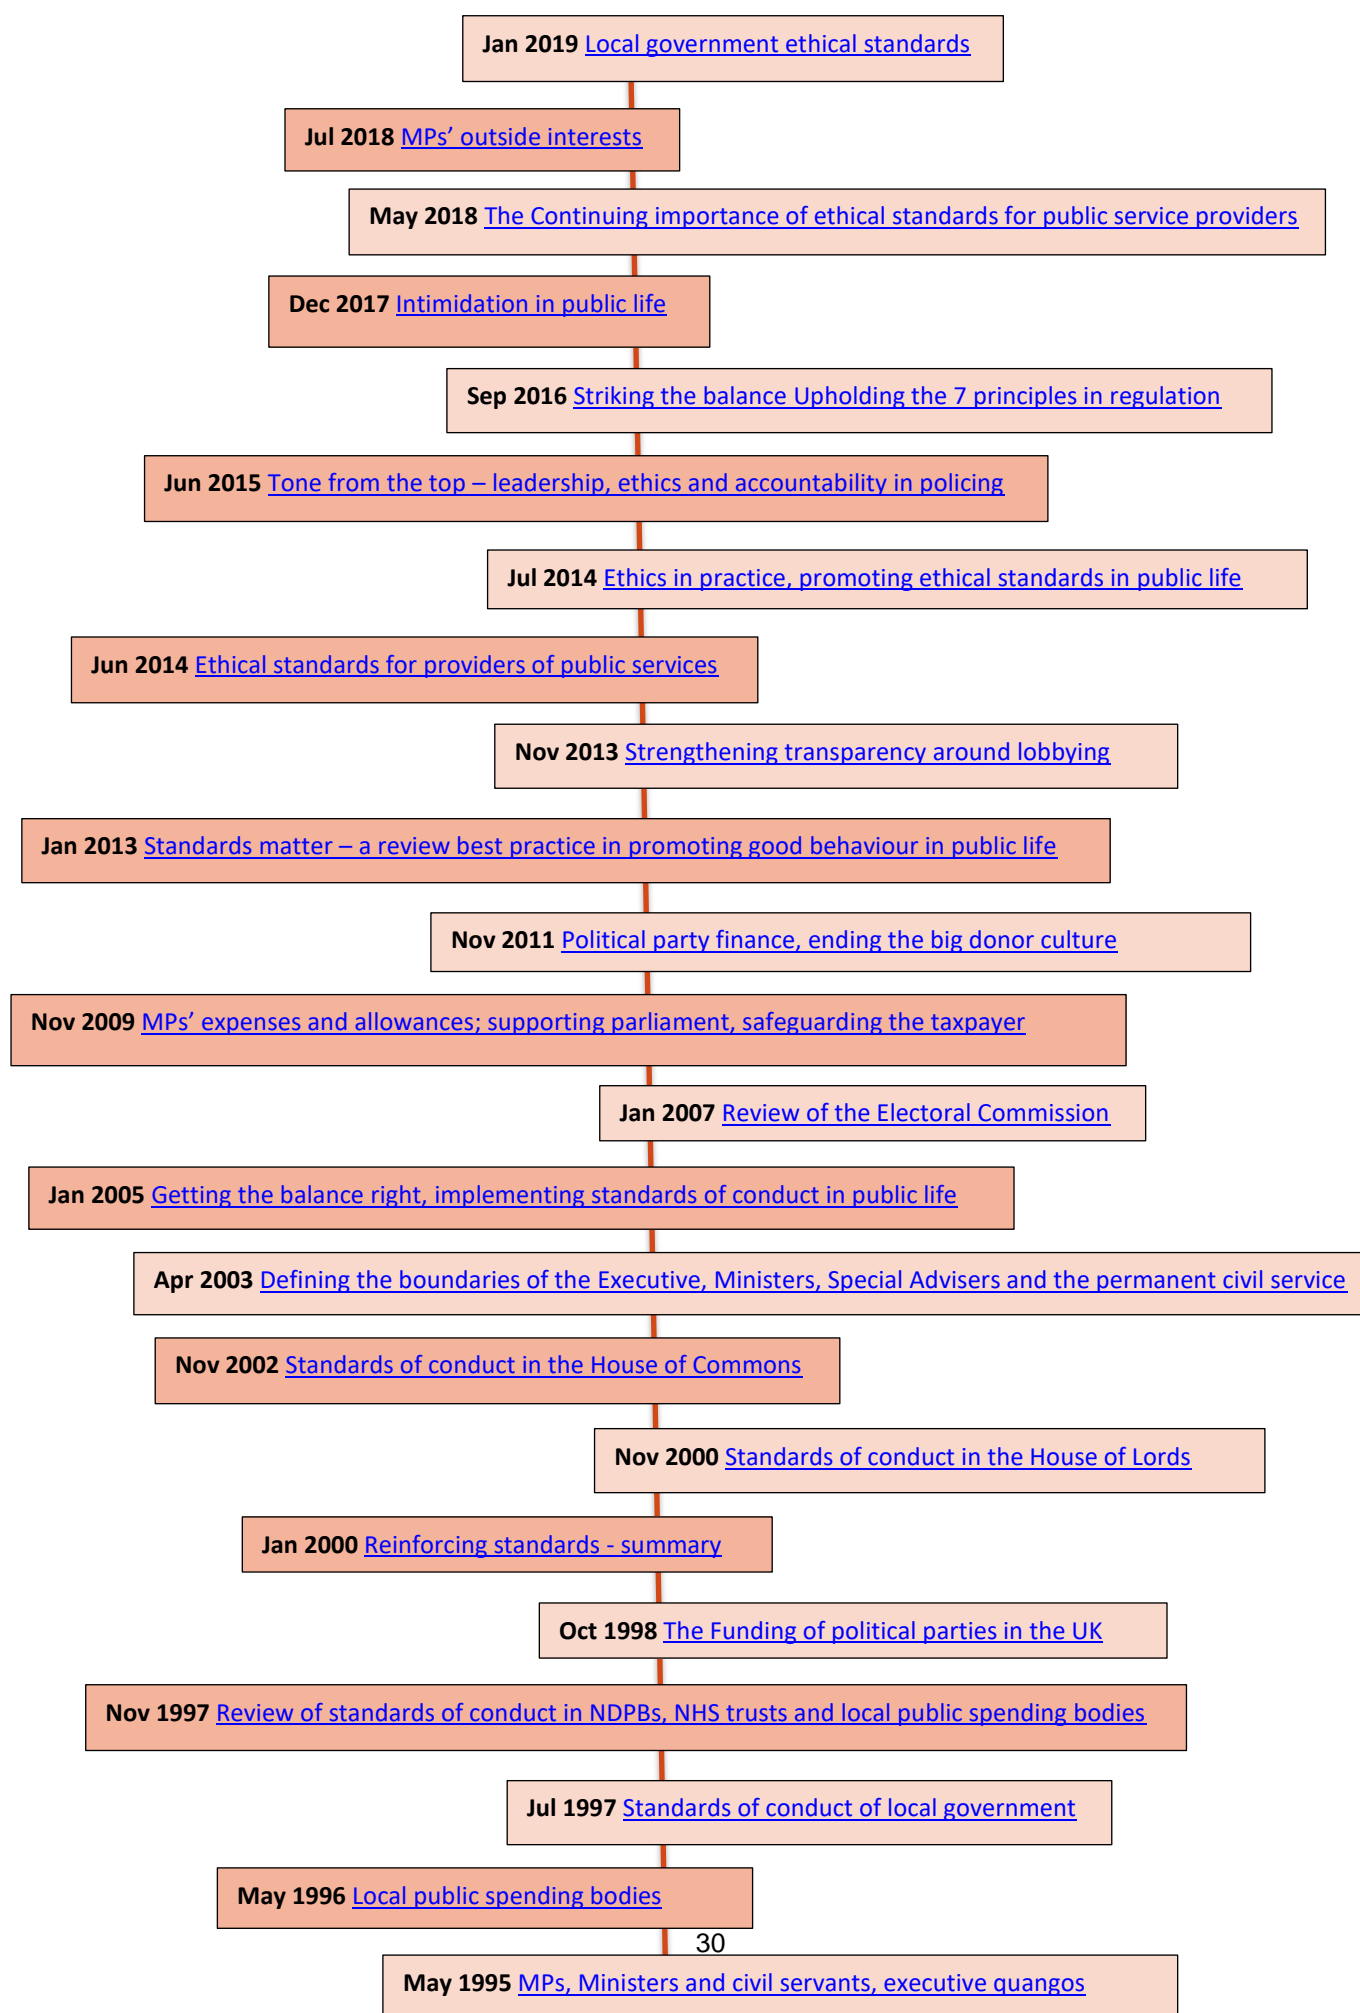 Jan 2019 Local government ethical standards
Jul 2018 MPs’ outside interests
May 2018 The Continuing importance of ethical standards for public service providers
Dec 2017 Intimidation in public life
Sep 2016 Striking the balance Upholding the 7 principles in regulation
Jun 2015 Tone from the top – leadership, ethics and accountability in policing
Jul 2014 Ethics in practice, promoting ethical standards in public life
Jun 2014 Ethical standards for providers of public services
Nov 2013 Strengthening transparency around lobbying
Jan 2013 Standards matter – a review best practice in promoting good behaviour in public life
Nov 2011 Political party finance, ending the big donor culture
Nov 2009 MPs’ expenses and allowances; supporting parliament, safeguarding the taxpayer
Jan 2007 Review of the Electoral Commission
Jan 2005 Getting the balance right, implementing standards of conduct in public life
Apr 2003 Defining the boundaries of the Executive, Ministers, Special Advisers and the permanent civil service
Nov 2002 Standards of conduct in the House of Commons
Nov 2000 Standards of conduct in the House of Lords
Jan 2000 Reinforcing standards - summary
Oct 1998 The Funding of political parties in the UK
Nov 1997 Review of standards of conduct in NDPBs, NHS trusts and local public spending bodies
Jul 1997 Standards of conduct of local government
May 1996 Local public spending bodies
30
May 1995 MPs, Ministers and civil servants, executive quangos